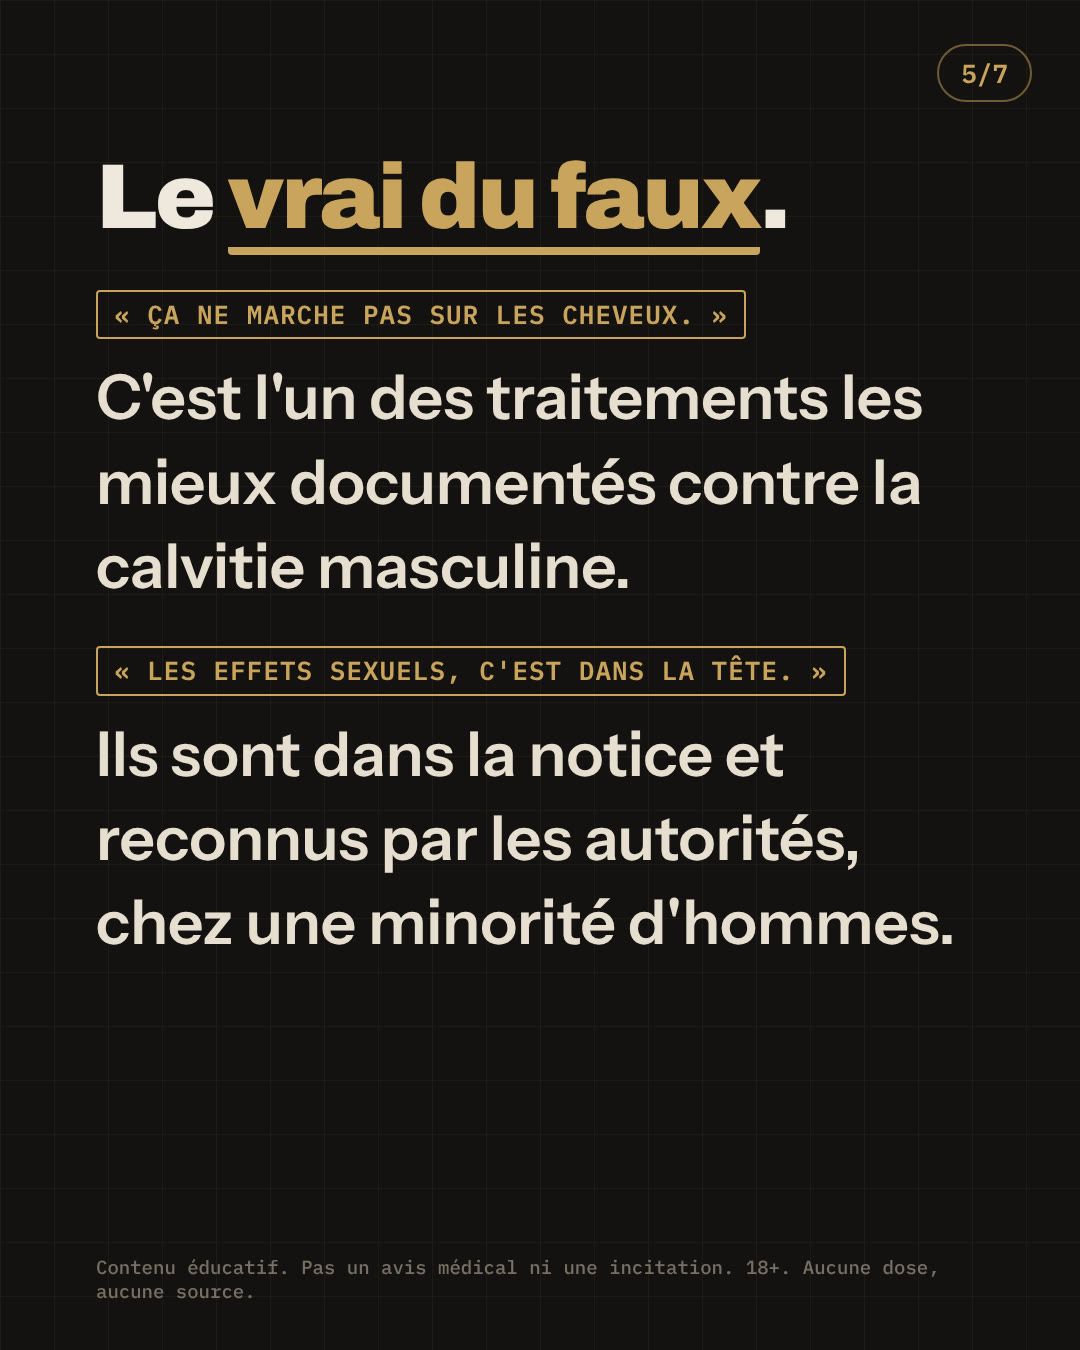 5/7
Le vrai du faux.
« ÇA NE MARCHE PAS SUR LES CHEVEUX. »
C'est l'un des traitements les
mieux documentés contre la
calvitie masculine.
« LES EFFETS SEXUELS, C'EST DANS LA TÊTE. »
Ils sont dans la notice et
reconnus par les autorités,
chez une minorité d'hommes.
Contenu éducatif. Pas un avis médical ni une incitation. 18+. Aucune dose,
aucune source.